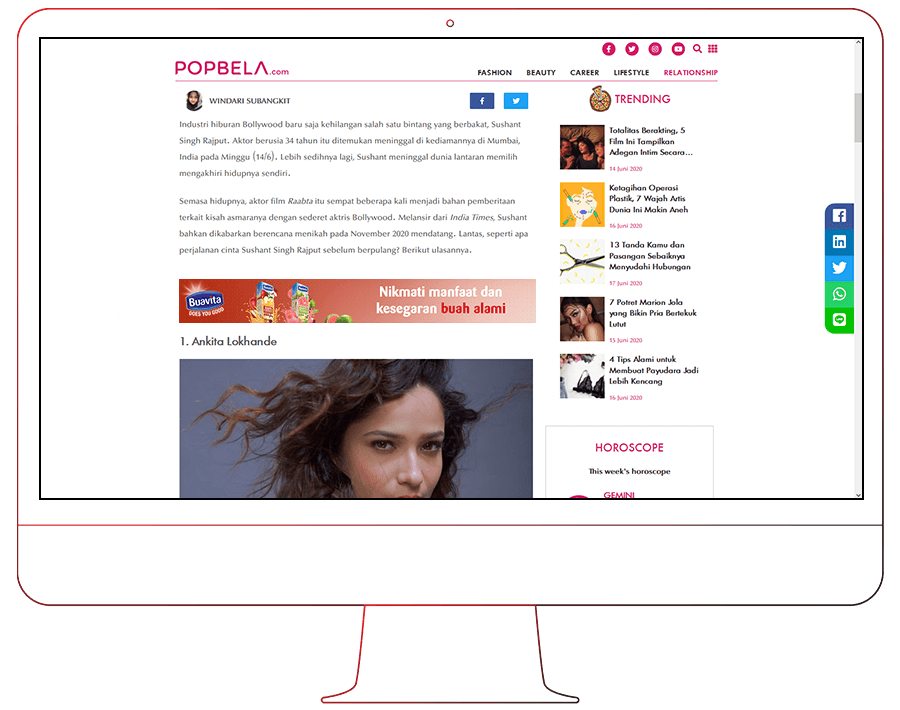 POPBELA.com
FASHION BEAUTY CAREER LIFESTYLE RELATIONSHIP
WINDARI SUBANGKIT
Industri hiburan Bollywood baru saja kehilangan salah satu bintang yang berbakat, Sushant
Singh Rajput. Aktor berusia 34 tahun itu ditemukan meninggal di kediamannya di Mumbai,
India pada Minggu (14/6). Lebih sedihnya lagi, Sushant meninggal dunia lantaran memilih
mengakhiri hidupnya sendiri.
Semasa hidupnya, aktor film Raabta itu sempat beberapa kali menjadi bahan pemberitaan
terkait kisah asmaranya dengan sederet aktris Bollywood. Melansir dari India Times, Sushant
bahkan dikabarkan berencana menikah pada November 2020 mendatang. Lantas, seperti apa
perjalanan cinta Sushant Singh Rajput sebelum berpulang? Berikut ulasannya.
Buavita
GOES YOU GOOD
Nikmati manfaat dan
kesegaran buah alami
1. Ankita Lokhande
TRENDING
Totalitas Berakting, 5
Film Ini Tampilkan
Adegan Intim Secara...
14 Juni 2020
Ketagihan Operasi
Plastik, 7 Wajah Artis
Dunia Ini Makin Aneh
16 Juni 2020
13 Tanda Kamu dan
Pasangan Sebaiknya
Menyudahi Hubungan
17 Juni 2020
7 Potret Marion Jola
yang Bikin Pria Bertekuk
Lutut
15 Juni 2020
4 Tips Alami untuk
Membuat Payudara Jadi
Lebih Kencang
16 Juni 2020
HOROSCOPE
This week's horoscope
GEMINI